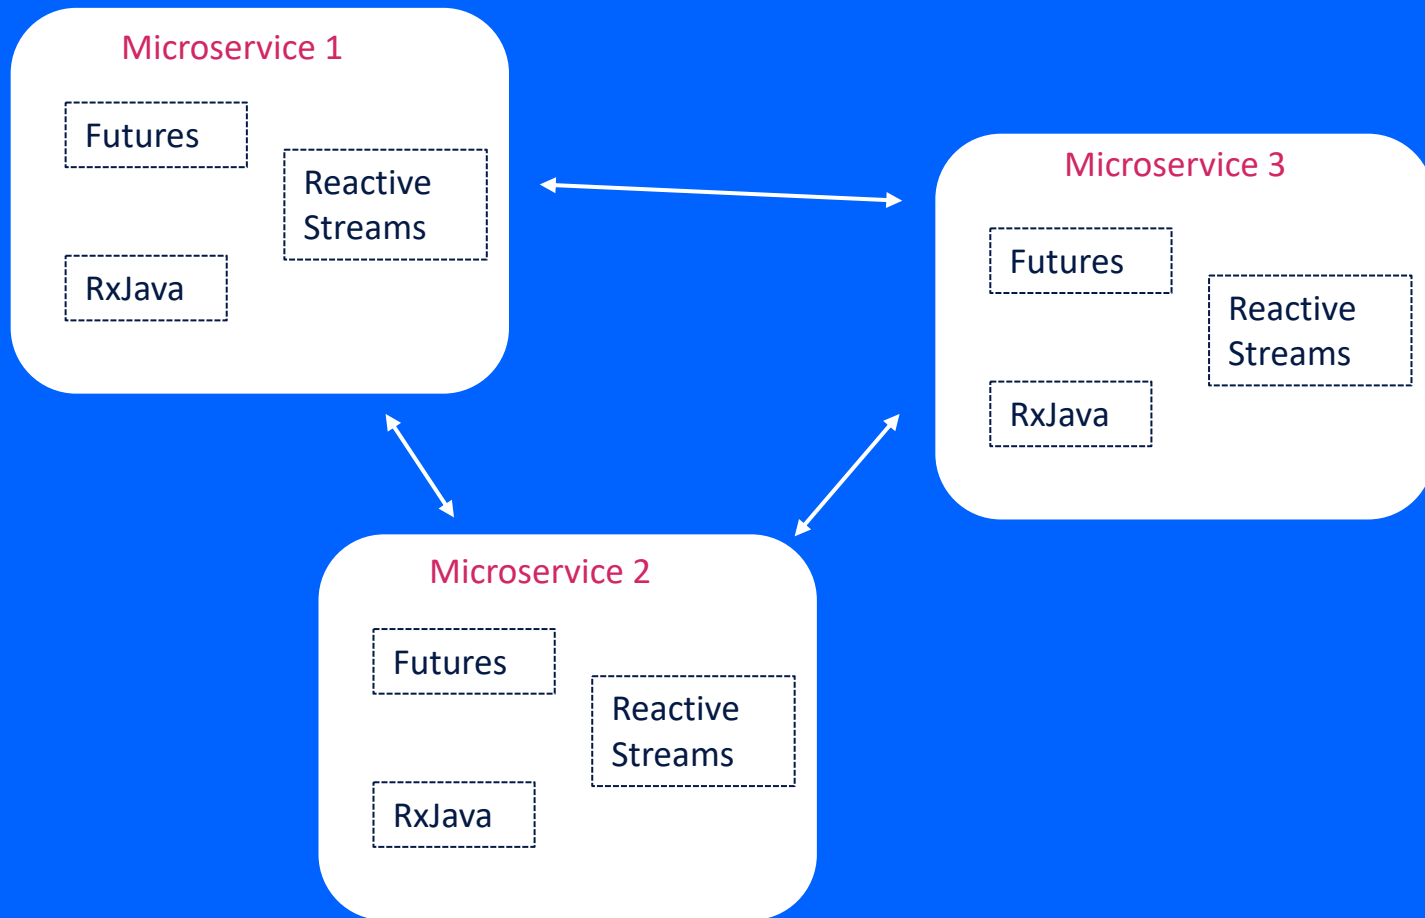 Microservice 1
Futures
Reactive
Streams
RxJava
Microservice 3
Futures
Reactive
Streams
RxJava
Microservice 2
Futures
Reactive
Streams
RxJava